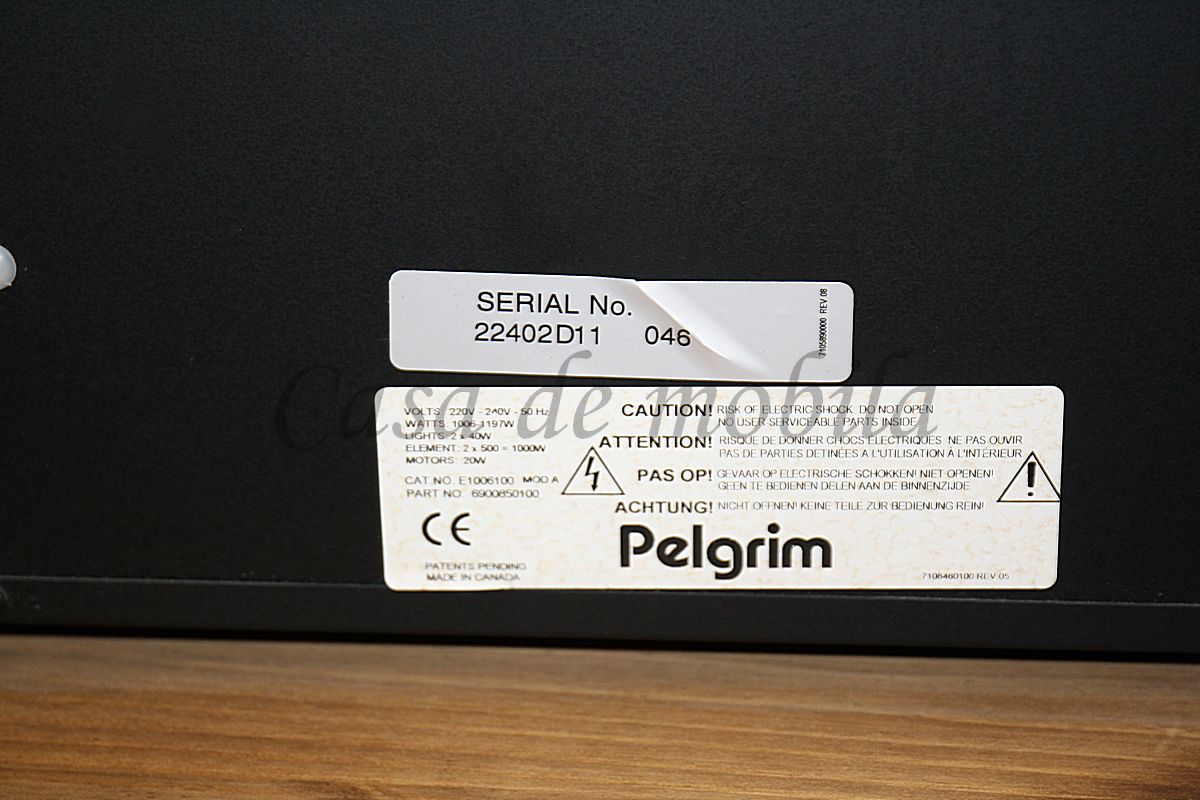 SERIAL No.
22402D11 046
7105890000 REV.08
Casa de mobila
VOLTS: 220V - 240V - 50 Hz
WATTS: 1006-1197W
LIGHTS: 2 x 40W
ELEMENT: 2 x 500 = 1000W
MOTORS: 20W
CAT.NO. E1006100 MOD A
PART NO. 6900850100
CE
PATENTS PENDING
MADE IN CANADA
CAUTION! RISK OF ELECTRIC SHOCK. DO NOT OPEN
NO USER-SERVICEABLE PARTS INSIDE
ATTENTION! RISQUE DE DONNER CHOCS ELECTRIQUES. NE PAS OUVIR
PAS DE PARTIES DETINÉES A L'UTILISATION À L'INTÉRIEUR
PAS OP! GEVAAR OP ELECTRISCHE SCHOKKEN! NIET OPENEN!
GEEN TE BEDIENEN DELEN AAN DE BINNENZIJDE
ACHTUNG! NICHT OFFNEN! KEINE TEILE ZUR BEDIENUNG REIN!
Pelgrim
7108460100 REV.05